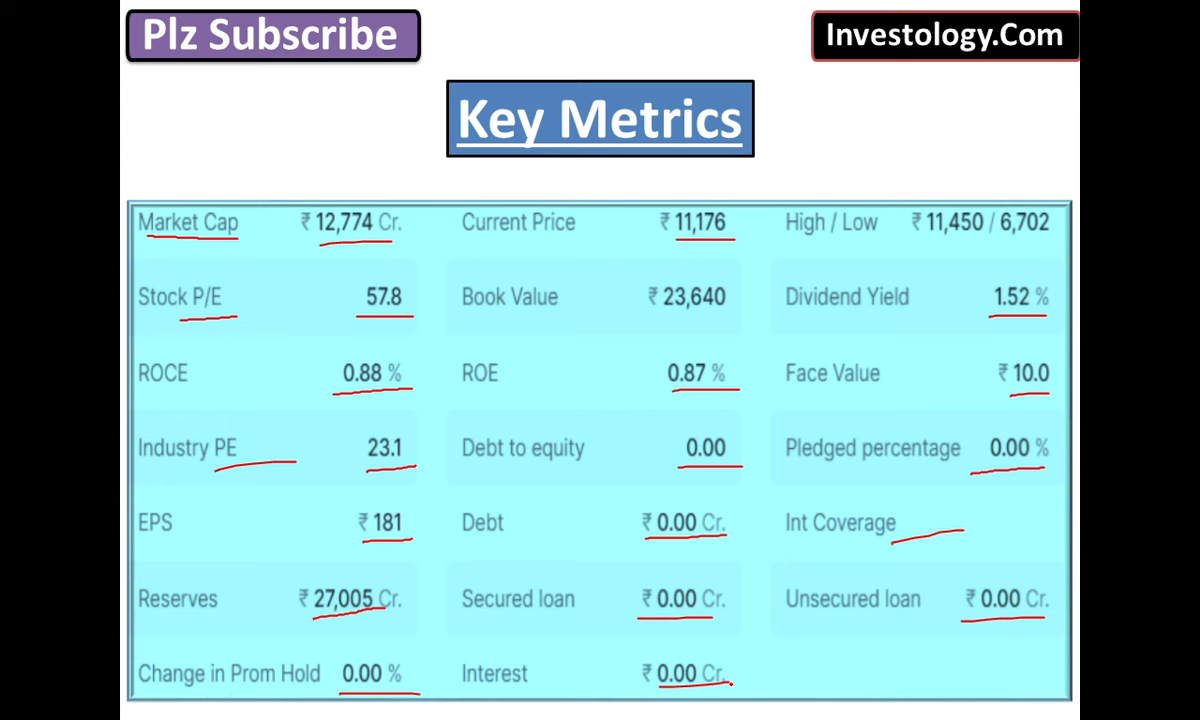 Plz Subscribe
Investology.Com
Key Metrics
Market Cap ₹ 12,774 Cr. Current Price ₹ 11,176 High / Low ₹ 11,450 / 6,702
Stock P/E 57.8 Book Value ₹ 23,640 Dividend Yield 1.52 %
ROCE 0.88 % ROE 0.87 % Face Value ₹ 10.0
Industry PE 23.1 Debt to equity 0.00 Pledged percentage 0.00 %
EPS ₹ 181 Debt ₹ 0.00 Cr. Int Coverage
Reserves ₹ 27,005 Cr. Secured loan ₹ 0.00 Cr. Unsecured loan ₹ 0.00 Cr.
Change in Prom Hold 0.00 % Interest ₹ 0.00 Cr.